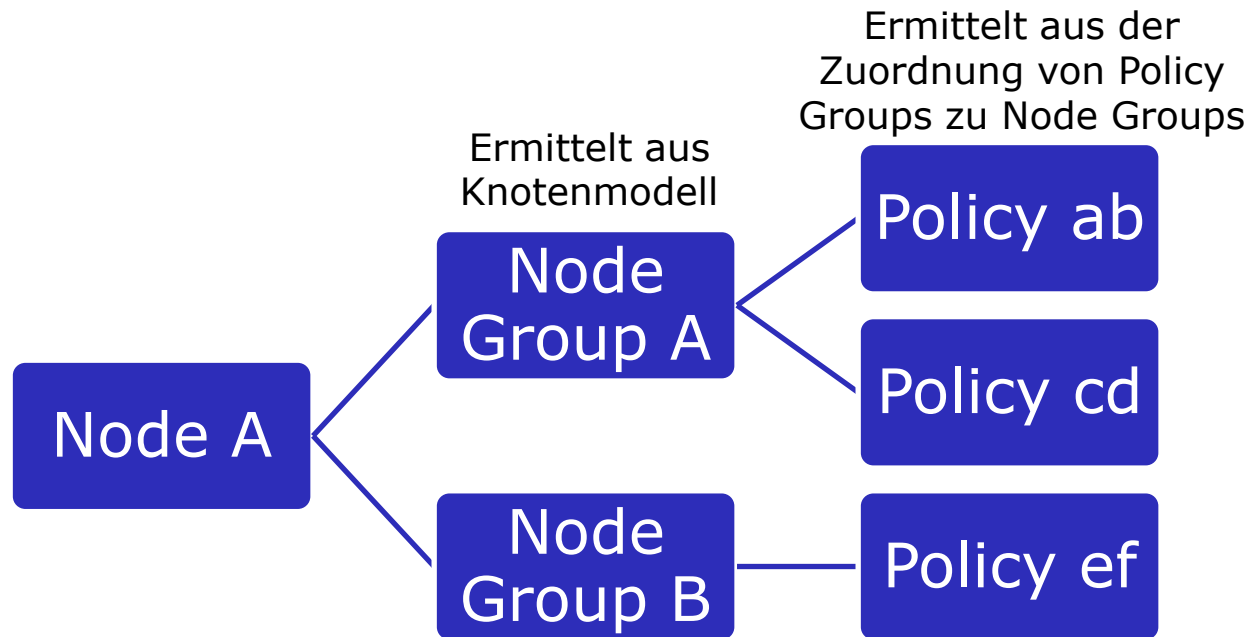 Ermittelt aus der
Zuordnung von Policy
Groups zu Node Groups
Ermittelt aus
Knotenmodell
Node A
Node
Group A
Node
Group B
Policy ab
Policy cd
Policy ef